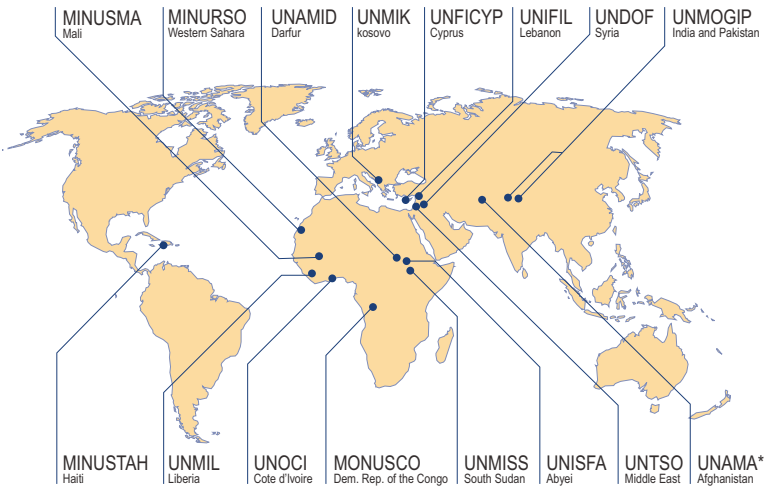 MINUSMA
Mali
MINURSO
Western Sahara
UNAMID
Darfur
UNMIK
kosovo
UNFICYP
Cyprus
UNIFIL
Lebanon
UNDOF
Syria
UNMOGIP
India and Pakistan
MINUSTAH
Haiti
UNMIL
Liberia
UNOCI
Cote d'Ivoire
MONUSCO
Dem. Rep. of the Congo
UNMISS
South Sudan
UNISFA
Abyei
UNTSO
Middle East
UNAMA*
Afghanistan